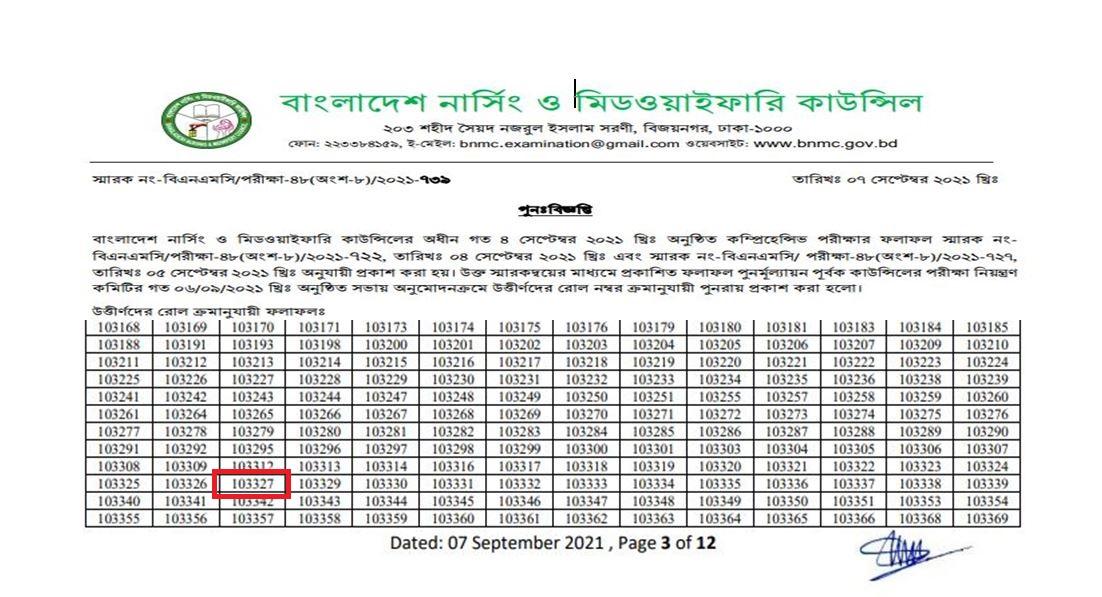 বাংলাদেশ নার্সিং ও মিডওয়াইফারি কাউন্সিল
২০৩ শহীদ সৈয়দ নজরুল ইসলাম সরণী, বিজয়নগর, ঢাকা-১০০০
ফোন: ২২৩৩৮৪১৫৯, ই-মেইল: bnmc.examination@gmail.com ওয়েবসাইট: www.bnmc.gov.bd
স্মারক নং-বিএনএমসি/পরীক্ষা-৪৮(অংশ-৮)/২০২১-৭৩৯ তারিখঃ ০৭ সেপ্টেম্বর ২০২১ খ্রিঃ
পুনঃবিজ্ঞপ্তি
বাংলাদেশ নার্সিং ও মিডওয়াইফারি কাউন্সিলের অধীন গত ৪ সেপ্টেম্বর ২০২১ খ্রিঃ অনুষ্ঠিত কম্প্রিহেন্সিভ পরীক্ষার ফলাফল স্মারক নং-
বিএনএমসি/পরীক্ষা-৪৮(অংশ-৮)/২০২১-৭২২, তারিখঃ ০৪ সেপ্টেম্বর ২০২১ খ্রিঃ এবং স্মারক নং-বিএনএমসি/ পরীক্ষা-৪৮(অংশ-৮)/২০২১-৭২৭,
তারিখঃ ০৫ সেপ্টেম্বর ২০২১ খ্রিঃ অনুযায়ী প্রকাশ করা হয়। উক্ত স্মারকদ্বয়ের মাধ্যমে প্রকাশিত ফলাফল পুনর্মূল্যায়ন পূর্বক কাউন্সিলের পরীক্ষা নিয়ন্ত্রণ
কমিটির গত ০৬/০৯/২০২১ খ্রিঃ অনুষ্ঠিত সভায় অনুমোদনক্রমে উত্তীর্ণদের রোল নম্বর ক্রমানুযায়ী পুনরায় প্রকাশ করা হলো।
উত্তীর্ণদের রোল ক্রমানুযায়ী ফলাফলঃ
103168 103169 103170 103171 103173 103174 103175 103176 103179 103180 103181 103183 103184 103185
103188 103191 103193 103198 103200 103201 103202 103203 103204 103205 103206 103207 103209 103210
103211 103212 103213 103214 103215 103216 103217 103218 103219 103220 103221 103222 103223 103224
103225 103226 103227 103228 103229 103230 103231 103232 103233 103234 103235 103236 103238 103239
103241 103242 103243 103244 103247 103248 103249 103250 103251 103255 103257 103258 103259 103260
103261 103264 103265 103266 103267 103268 103269 103270 103271 103272 103273 103274 103275 103276
103277 103278 103279 103280 103281 103282 103283 103284 103285 103286 103287 103288 103289 103290
103291 103292 103295 103296 103297 103298 103299 103300 103301 103303 103304 103305 103306 103307
103308 103309 103312 103313 103314 103316 103317 103318 103319 103320 103321 103322 103323 103324
103325 103326 103327 103329 103330 103331 103332 103333 103334 103335 103336 103337 103338 103339
103340 103341 103342 103343 103344 103345 103346 103347 103348 103349 103350 103351 103353 103354
103355 103356 103357 103358 103359 103360 103361 103362 103363 103364 103365 103366 103368 103369
Dated: 07 September 2021 , Page 3 of 12